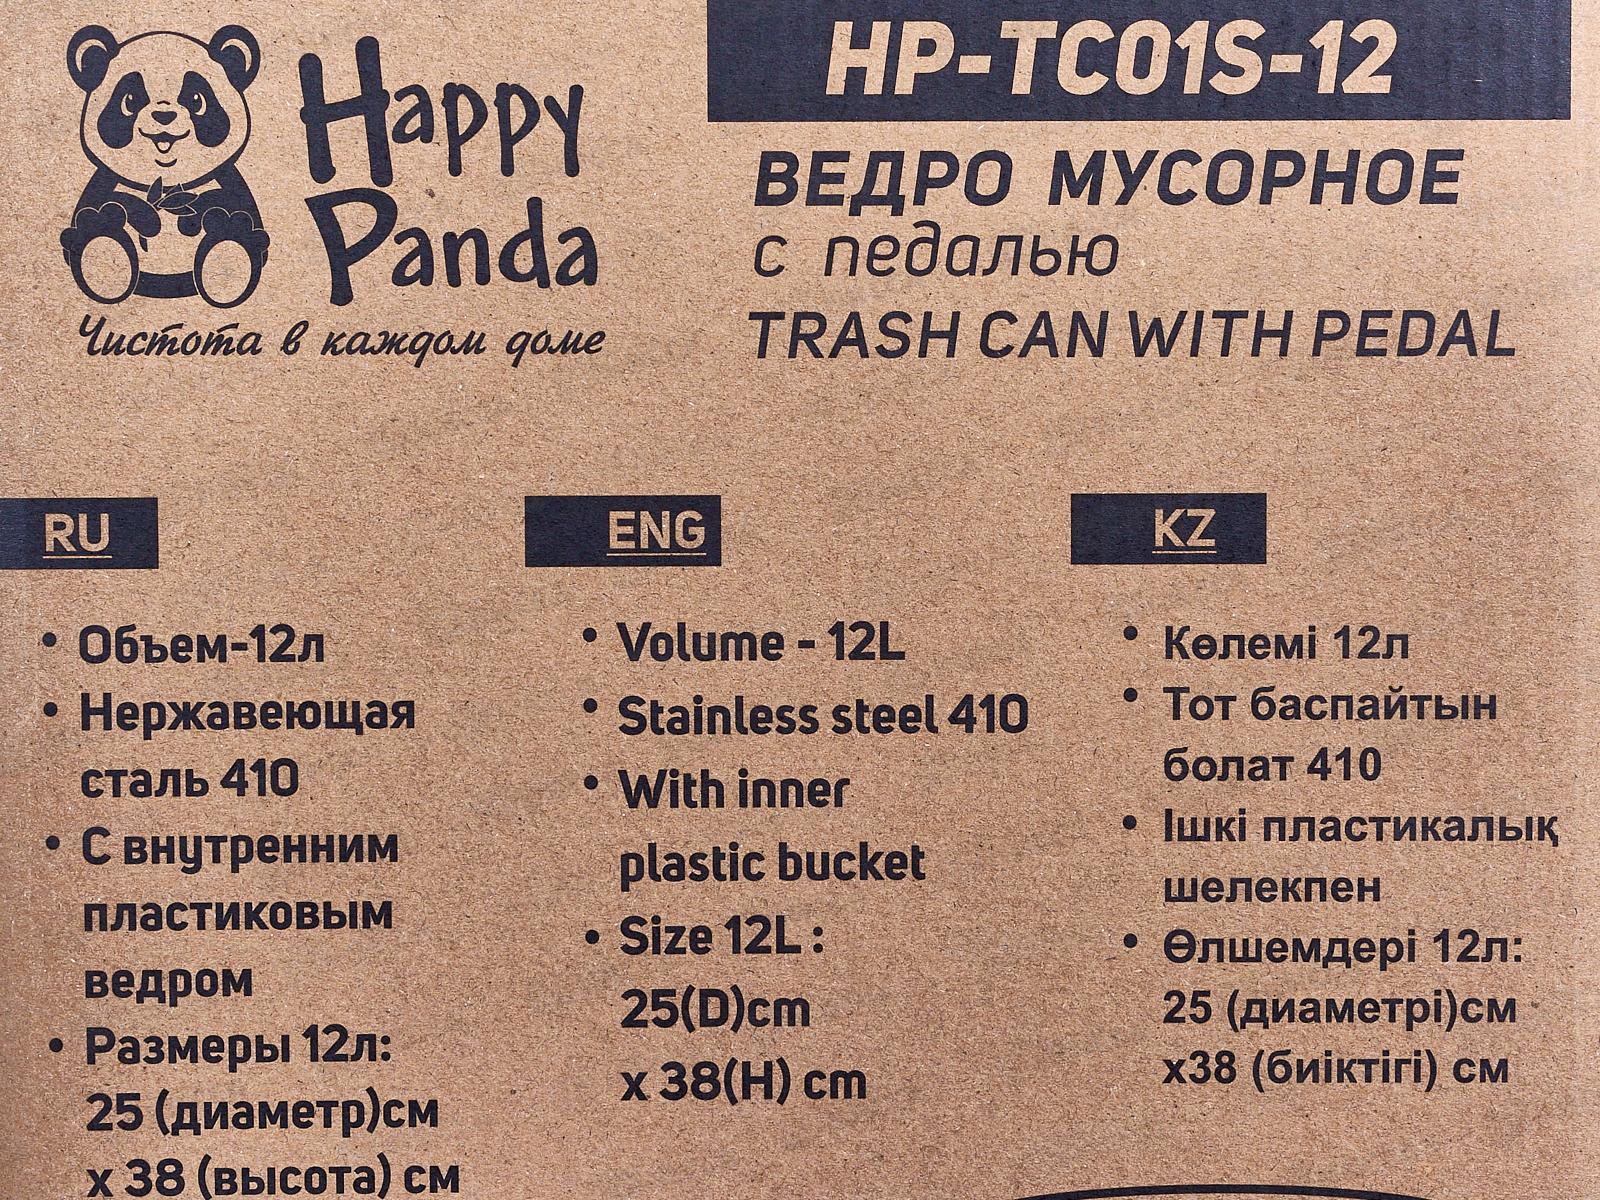 Happy
Panda
Чистота в каждом доме
HP-TC01S-12
ВЕДРО МУСОРНОЕ
с педалью
TRASH CAN WITH PEDAL
RU
• Объем-12л
• Нержавеющая
сталь 410
• С внутренним
пластиковым
ведром
• Размеры 12л:
25 (диаметр)см
х 38 (высота) см
ENG
• Volume - 12L
• Stainless steel 410
• With inner
plastic bucket
• Size 12L :
25(D)cm
x 38(H) cm
KZ
• Көлемі 12л
• Тот баспайтын
болат 410
• Ішкі пластикалық
шелекпен
• Өлшемдері 12л:
25 (диаметрі)см
х38 (биіктігі) см